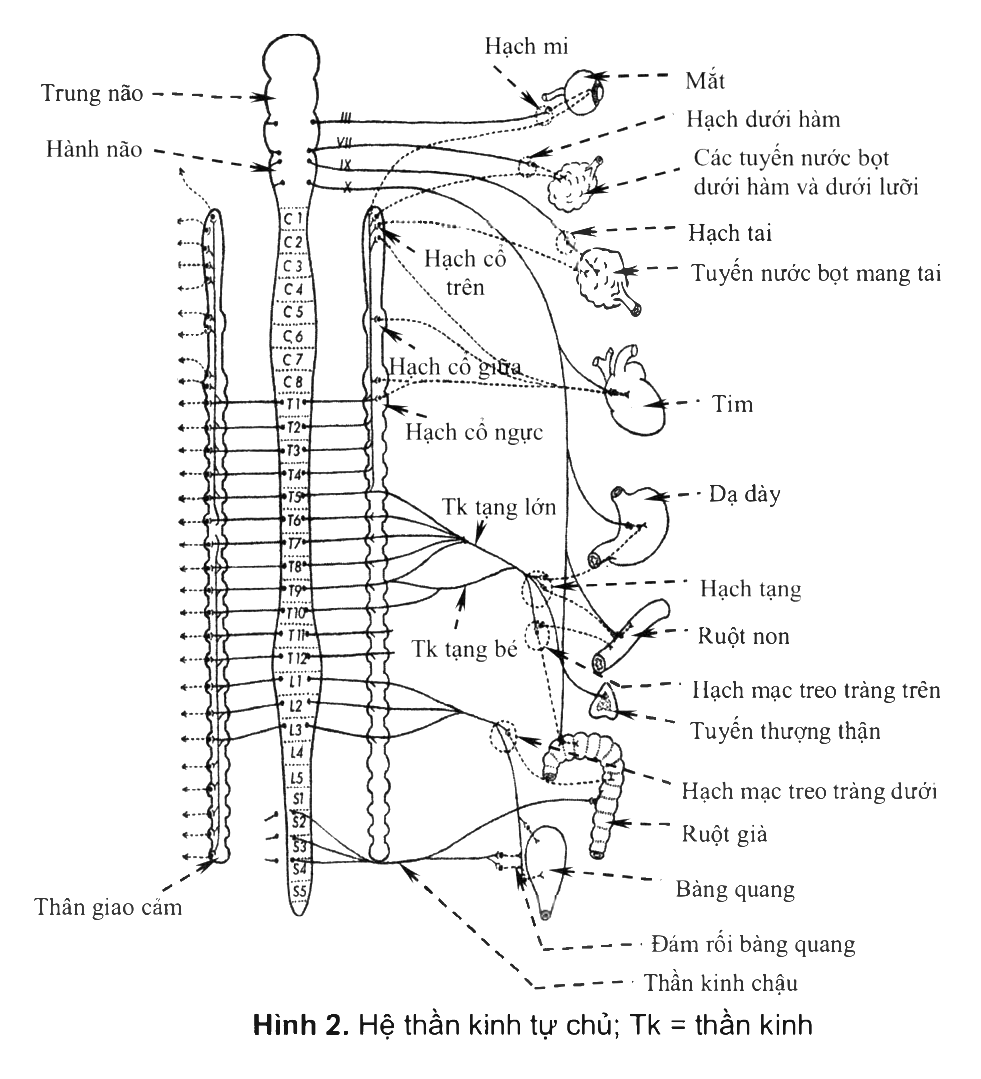 Hạch mi
Mắt
Trung não
Hạch dưới hàm
III
VII
Hành não
Các tuyến nước bọt
dưới hàm và dưới lưỡi
IX
X
C1
Hạch tai
C2
Hạch cổ
trên
Tuyến nước bọt mang tai
C3
C4
C5
C6
C7
Hạch cổ giữa
C8
T1
Tim
T2
Hạch cổ ngực
T3
T4
T5
Tk tạng lớn
Dạ dày
T6
T7
T8
T9
Hạch tạng
T10
T11
Tk tạng bé
Ruột non
T12
L1
Hạch mạc treo tràng trên
L2
Tuyến thượng thận
L3
L4
L5
Hạch mạc treo tràng dưới
S1
S2
Ruột già
S3
S4
S5
Bàng quang
Thân giao cảm
Đám rối bàng quang
Thần kinh chậu
Hình 2. Hệ thần kinh tự chủ; Tk = thần kinh